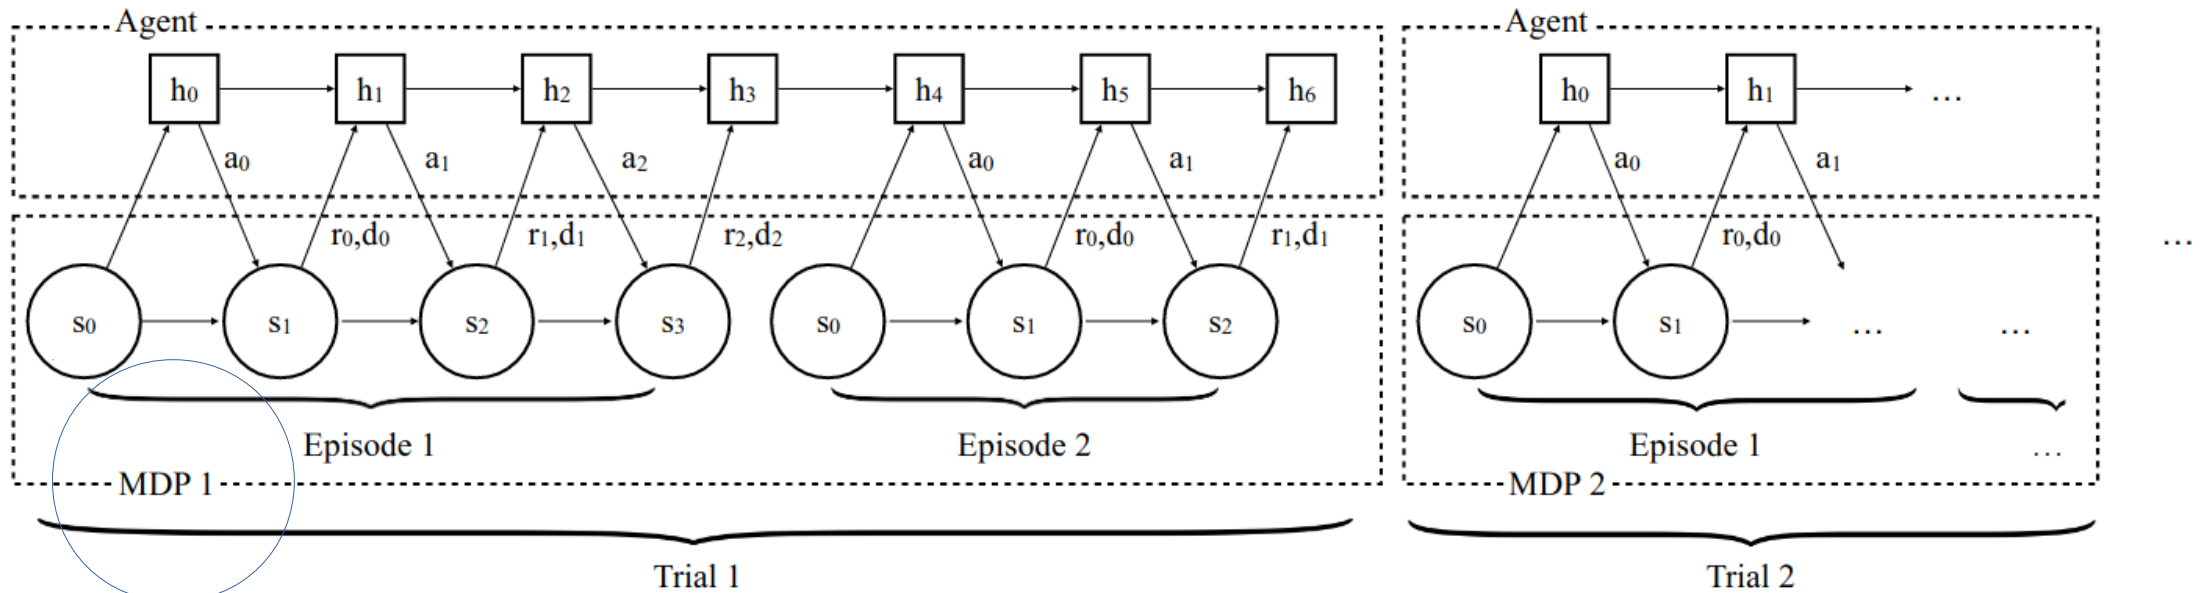 Agent Agent
h0 h1 h2 h3 h4 h5 h6 h0 h1 ...
a0 a1 a2 a0 a1 a0 a1
r0,d0 r1,d1 r2,d2 r0,d0 r1,d1 r0,d0 ...
s0 s1 s2 s3 s0 s1 s2 s0 s1 ... ...
Episode 1 Episode 2 Episode 1 ...
MDP 1 MDP 2
Trial 1 Trial 2